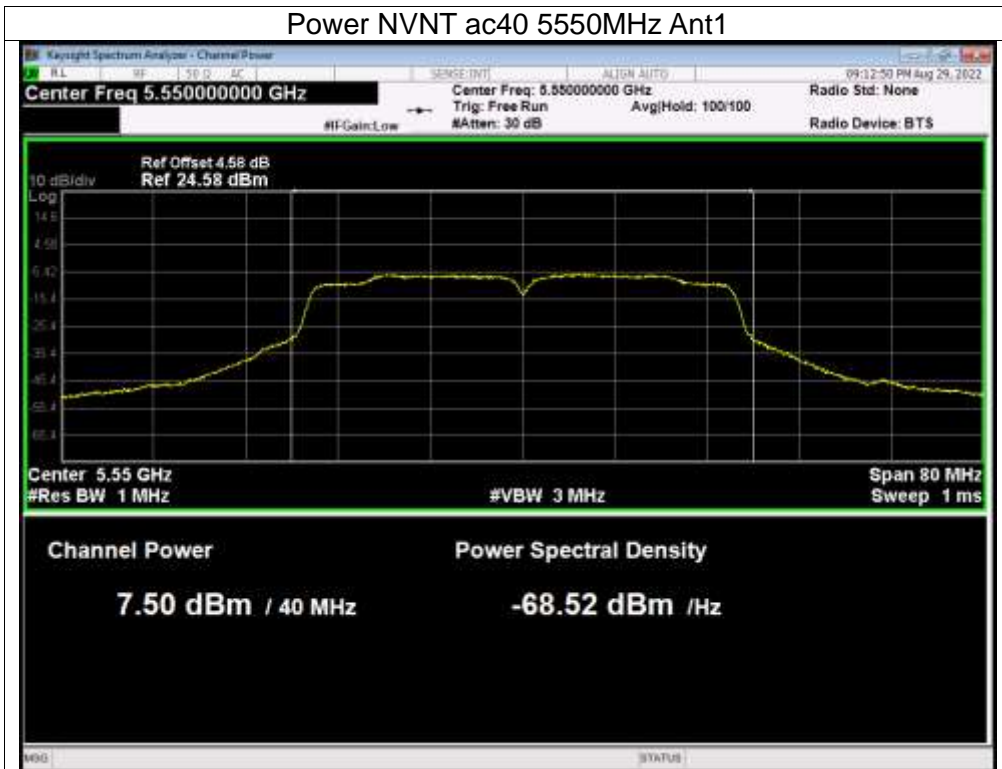 Power NVNT ac40 5550MHz Ant1
Keysight Spectrum Analyzer - Channel Power
RL RF 50 Ω AC SENSE:INT ALIGN AUTO 09:12:50 PM Aug 29, 2022
Center Freq 5.550000000 GHz Center Freq: 5.550000000 GHz Radio Std: None
Trig: Free Run Avg|Hold: 100/100
#IFGain:Low #Atten: 30 dB Radio Device: BTS
Ref Offset 4.58 dB
10 dB/div Ref 24.58 dBm
Log
14.6
4.58
-5.42
-15.4
-25.4
-35.4
-45.4
-55.4
-65.4
Center 5.55 GHz Span 80 MHz
#Res BW 1 MHz #VBW 3 MHz Sweep 1 ms
Channel Power Power Spectral Density
7.50 dBm / 40 MHz -68.52 dBm /Hz
MSG STATUS